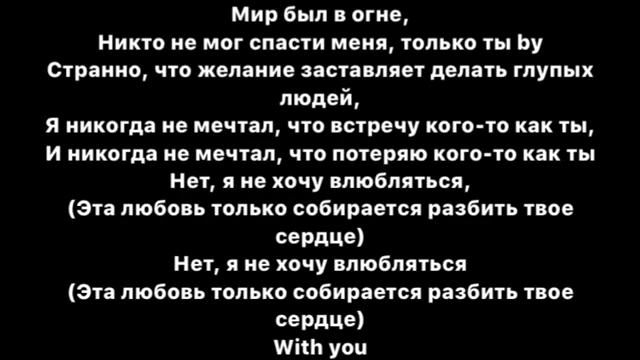 Мир был в огне,
Никто не мог спасти меня, только ты by
Странно, что желание заставляет делать глупых
людей,
Я никогда не мечтал, что встречу кого-то как ты,
И никогда не мечтал, что потеряю кого-то как ты
Нет, я не хочу влюбляться,
(Эта любовь только собирается разбить твое
сердце)
Нет, я не хочу влюбляться
(Эта любовь только собирается разбить твое
сердце)
With you